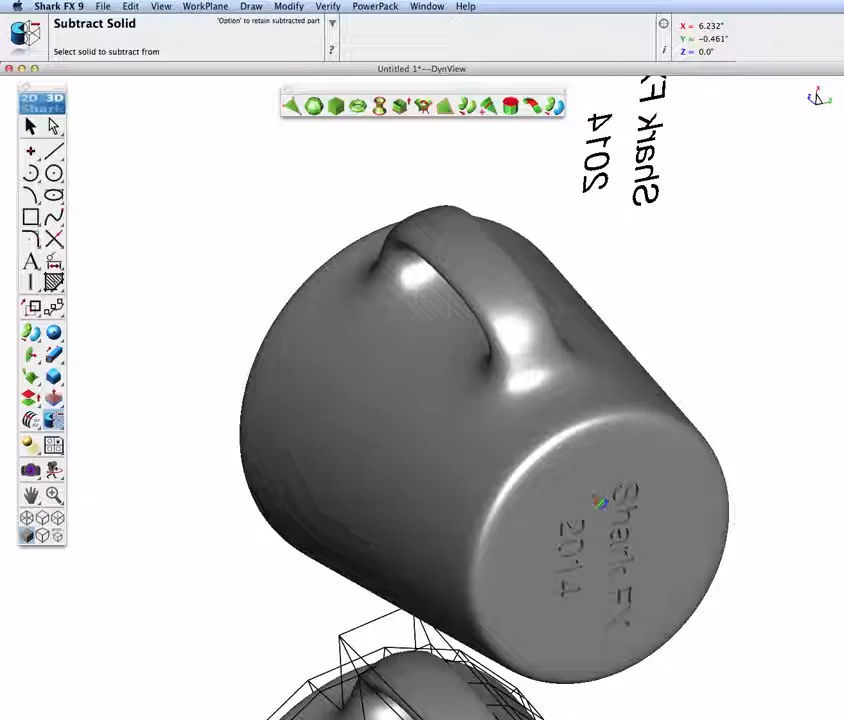 Shark FX 9 File Edit View WorkPlane Draw Modify Verify PowerPack Window Help
Subtract Solid
'Option' to retain subtracted part
Select solid to subtract from
?
i
X = 6.232"
Y = -0.461"
Z = 0.0"
Untitled 1*---DynView
2D 3D
Shark
A
Shark F
2014
Shark FX
2014